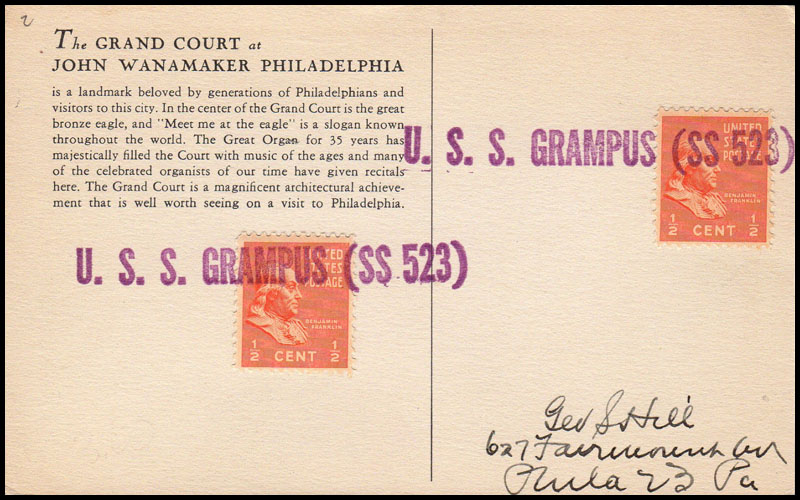 2
The GRAND COURT at
JOHN WANAMAKER PHILADELPHIA
is a landmark beloved by generations of Philadelphians and
visitors to this city. In the center of the Grand Court is the great
bronze eagle, and "Meet me at the eagle" is a slogan known
throughout the world. The Great Organ for 35 years has
majestically filled the Court with music of the ages and many
of the celebrated organists of our time have given recitals
here. The Grand Court is a magnificent architectural achieve-
ment that is well worth seeing on a visit to Philadelphia.
U. S. S. GRAMPUS (SS 523)
UNITED
STATES
POSTAGE
BENJAMIN
FRANKLIN
1/2 CENT 1/2
U. S. S. GRAMPUS (SS 523)
UNITED
STATES
POSTAGE
BENJAMIN
FRANKLIN
1/2 CENT 1/2
Geo S Hill
627 Fairmount Av
Phila 23 Pa